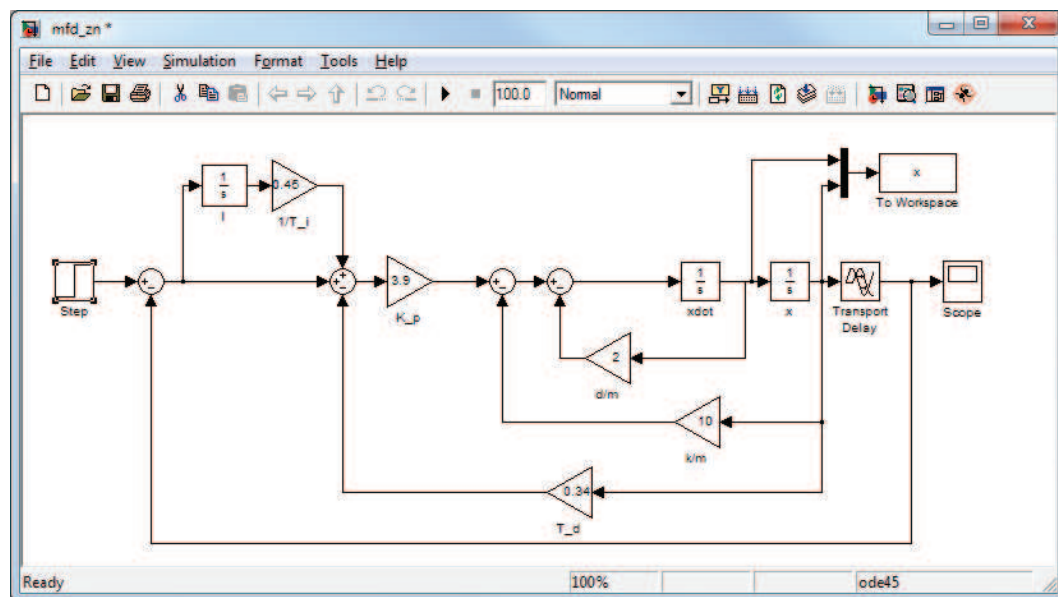 mfd_zn *
File Edit View Simulation Format Tools Help
100.0 Normal
1
s
I
0.45
1/T_i
x
To Workspace
Step
3.9
K_p
1
s
xdot
1
s
x
Transport
Delay
Scope
2
d/m
10
k/m
0.34
T_d
Ready 100% ode45